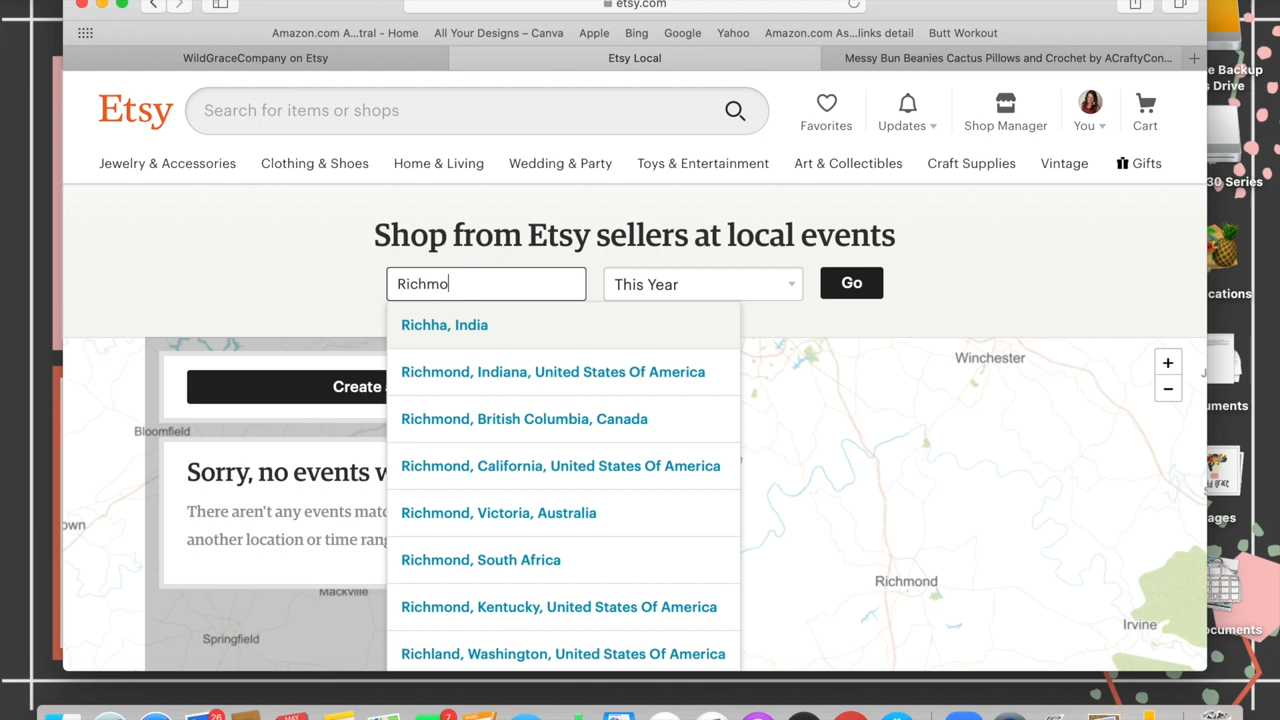 etsy.com
Amazon.com A...tral - Home All Your Designs – Canva Apple Bing Google Yahoo Amazon.com As...links detail Butt Workout
WildGraceCompany on Etsy Etsy Local Messy Bun Beanies Cactus Pillows and Crochet by ACraftyCon...
Etsy Search for items or shops
Favorites Updates Shop Manager You Cart
Jewelry & Accessories Clothing & Shoes Home & Living Wedding & Party Toys & Entertainment Art & Collectibles Craft Supplies Vintage Gifts
Shop from Etsy sellers at local events
Richmo This Year Go
Richha, India
Richmond, Indiana, United States Of America
Richmond, British Columbia, Canada
Richmond, California, United States Of America
Richmond, Victoria, Australia
Richmond, South Africa
Richmond, Kentucky, United States Of America
Richland, Washington, United States Of America
Create
Bloomfield
Sorry, no events
There aren't any events
another location or time
own
Mackville
Springfield
Winchester
+
−
Richmond
Irvine
e Backup
s Drive
30 Series
cations
uments
ages
ocuments
26
MAY
7